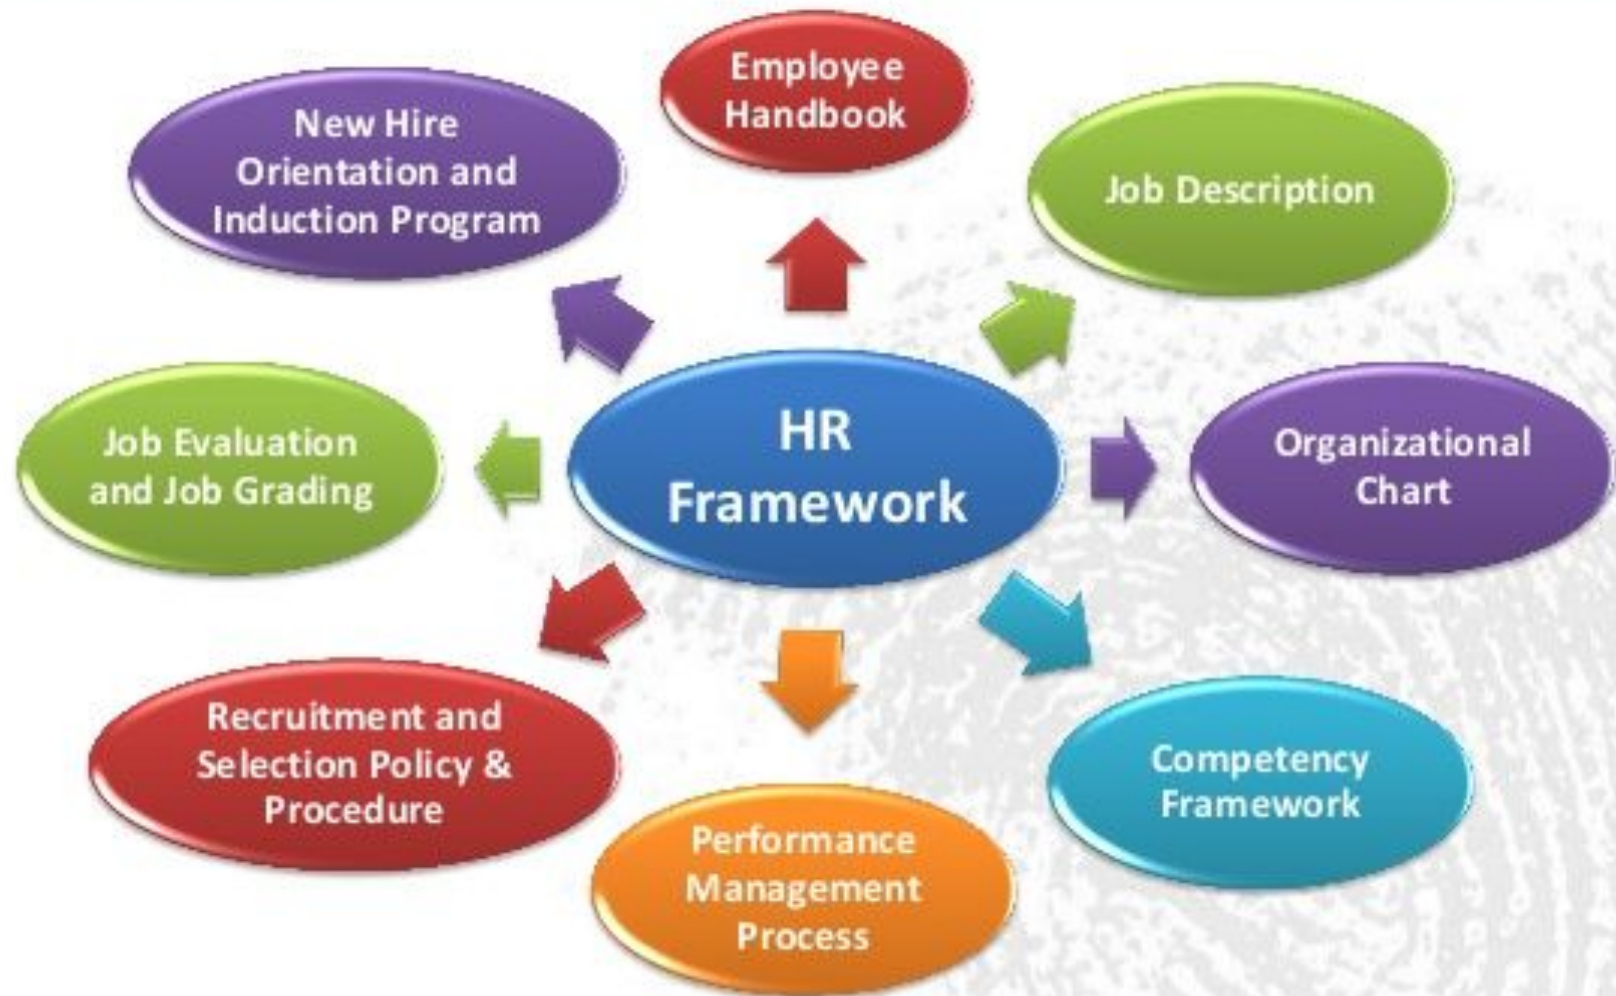 Employee
Handbook
New Hire
Orientation and
Induction Program
Job Description
HR
Framework
Job Evaluation
and Job Grading
Organizational
Chart
Recruitment and
Selection Policy &
Procedure
Competency
Framework
Performance
Management
Process